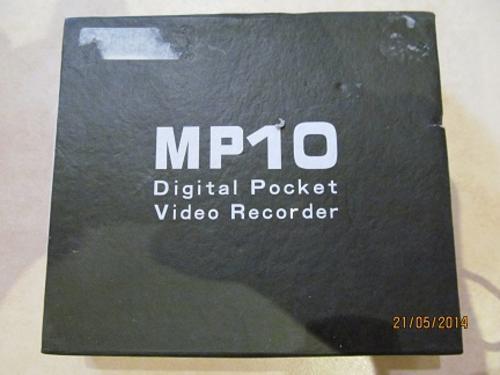 MP10
Digital Pocket
Video Recorder
21/05/2014